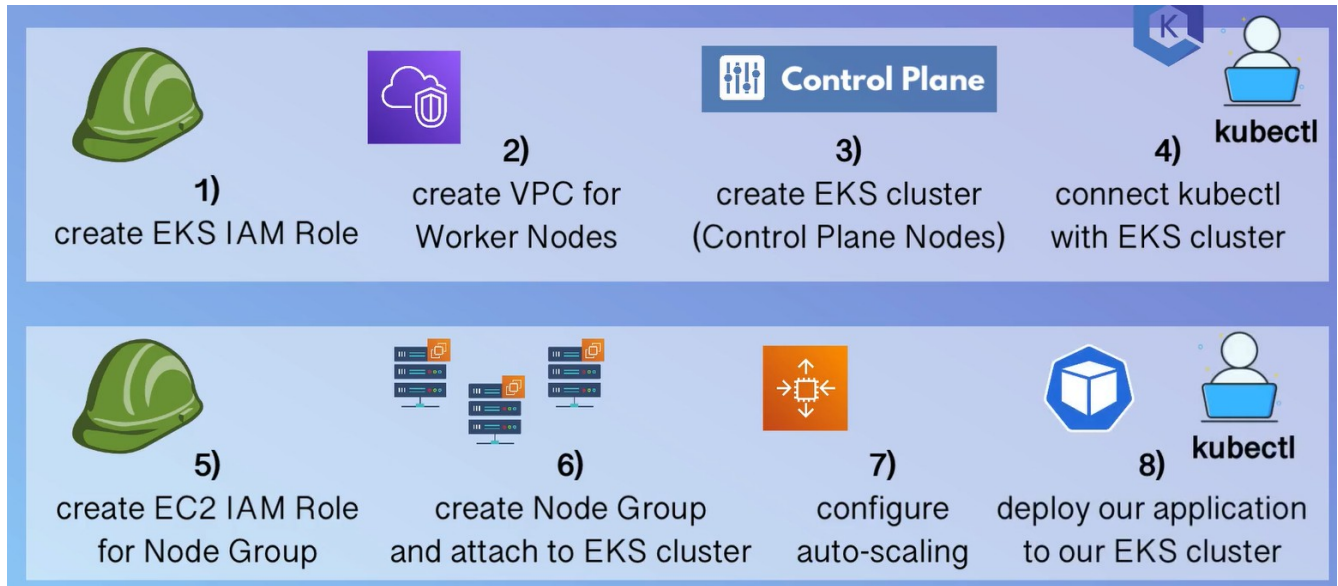 K
Control Plane
kubectl
1)
create EKS IAM Role
2)
create VPC for
Worker Nodes
3)
create EKS cluster
(Control Plane Nodes)
4)
connect kubectl
with EKS cluster
kubectl
5)
create EC2 IAM Role
for Node Group
6)
create Node Group
and attach to EKS cluster
7)
configure
auto-scaling
8)
deploy our application
to our EKS cluster